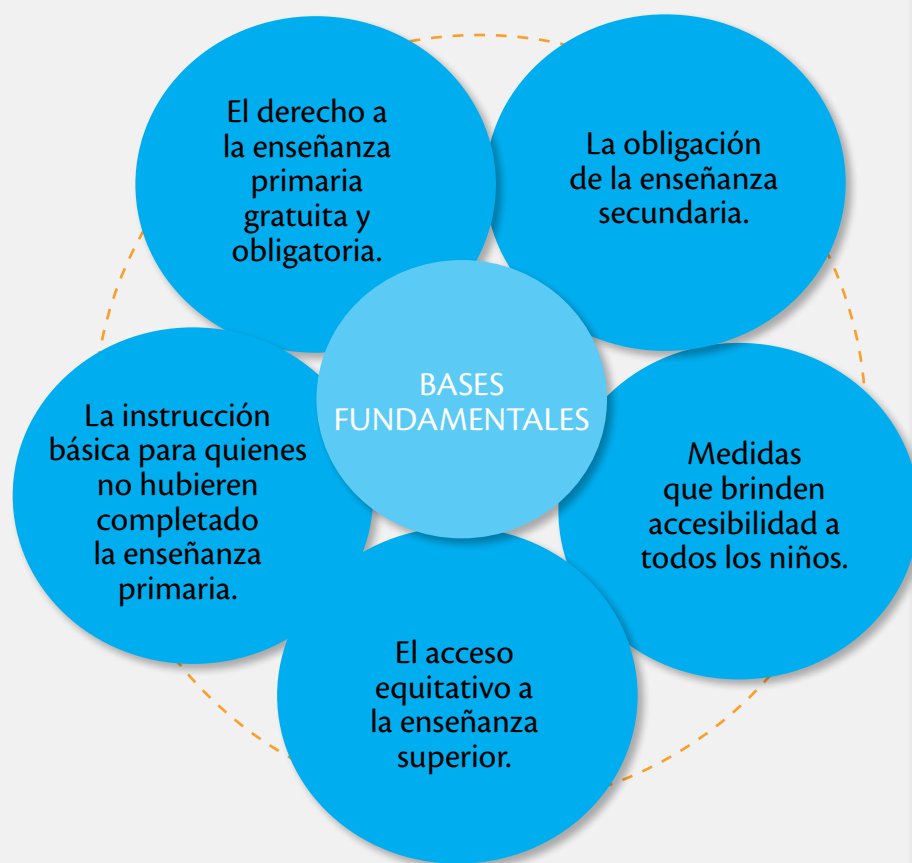 El derecho a
la enseñanza
primaria
gratuita y
obligatoria.
La obligación
de la enseñanza
secundaria.
BASES
FUNDAMENTALES
La instrucción
básica para quienes
no hubieren
completado
la enseñanza
primaria.
Medidas
que brinden
accesibilidad a
todos los niños.
El acceso
equitativo a
la enseñanza
superior.